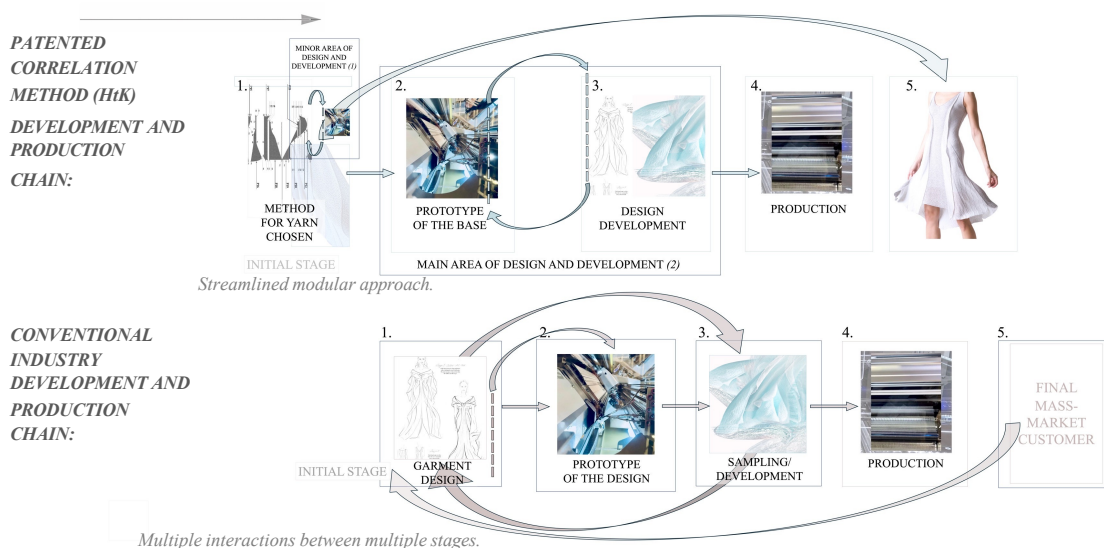 PATENTED
CORRELATION
METHOD (HtK)
DEVELOPMENT AND
PRODUCTION
CHAIN:
MINOR AREA OF
DESIGN AND
DEVELOPMENT (1)
1.
METHOD
FOR YARN
CHOSEN
INITIAL STAGE
2.
PROTOTYPE
OF THE BASE
3.
DESIGN
DEVELOPMENT
MAIN AREA OF DESIGN AND DEVELOPMENT (2)
4.
PRODUCTION
5.
Streamlined modular approach.
CONVENTIONAL
INDUSTRY
DEVELOPMENT AND
PRODUCTION
CHAIN:
1.
INITIAL STAGE
GARMENT
DESIGN
2.
PROTOTYPE
OF THE DESIGN
3.
SAMPLING/
DEVELOPMENT
4.
PRODUCTION
5.
FINAL
MASS-
MARKET
CUSTOMER
Multiple interactions between multiple stages.